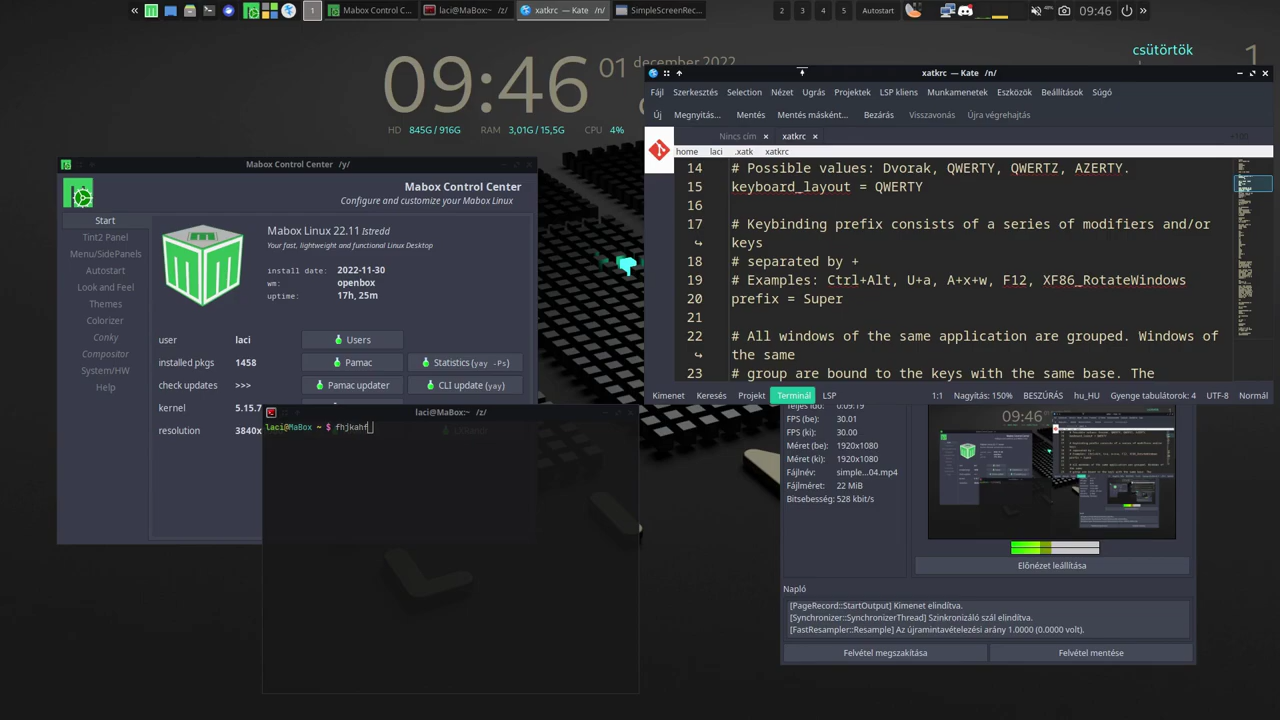 «
1
Mabox Control C...
laci@MaBox:~ /z/
xatkrc — Kate /n/
SimpleScreenRec...
2
3
4
5
Autostart
09:46
»
09:46
01 december 2022
csütörtök
1
HD 845G / 916G RAM 3,01G / 15,5G CPU 4%
Mabox Control Center /y/
Mabox Control Center
Configure and customize your Mabox Linux
Start
Tint2 Panel
Menu/SidePanels
Autostart
Look and Feel
Themes
Colorizer
Conky
Compositor
System/HW
Help
Mabox Linux 22.11 Istredd
Your fast, lightweight and functional Linux Desktop
install date: 2022-11-30
wm: openbox
uptime: 17h, 25m
user laci Users
installed pkgs 1458 Pamac Statistics (yay -Ps)
check updates >>> Pamac updater CLI update (yay)
kernel 5.15.7
resolution 3840x
laci@MaBox:~ /z/
laci@MaBox ~ $ fhjkahf
xatkrc — Kate /n/
Fájl Szerkesztés Selection Nézet Ugrás Projektek LSP kliens Munkamenetek Eszközök Beállítások Súgó
Új Megnyitás... Mentés Mentés másként... Bezárás Visszavonás Újra végrehajtás
Nincs cím xatkrc +100
home laci .xatk xatkrc
14 # Possible values: Dvorak, QWERTY, QWERTZ, AZERTY.
15 keyboard_layout = QWERTY
16
17 # Keybinding prefix consists of a series of modifiers and/or
keys
18 # separated by +
19 # Examples: Ctrl+Alt, U+a, A+x+w, F12, XF86_RotateWindows
20 prefix = Super
21
22 # All windows of the same application are grouped. Windows of
the same
23 # group are bound to the keys with the same base. The
Kimenet Keresés Projekt Terminál LSP 1:1 Nagyítás: 150% BESZÚRÁS hu_HU Gyenge tabulátorok: 4 UTF-8 Normál
Teljes idő: 0:09:19
FPS (be): 30.01
FPS (ki): 30.00
Méret (be): 1920x1080
Méret (ki): 1920x1080
Fájlnév: simple...04.mp4
Fájlméret: 22 MiB
Bitsebesség: 528 kbit/s
09:46
Előnézet leállítása
Napló
[PageRecord::StartOutput] Kimenet elindítva.
[Synchronizer::SynchronizerThread] Szinkronizáló szál elindítva.
[FastResampler::Resample] Az újramintavételezési arány 1.0000 (0.0000 volt).
Felvétel megszakítása
Felvétel mentése